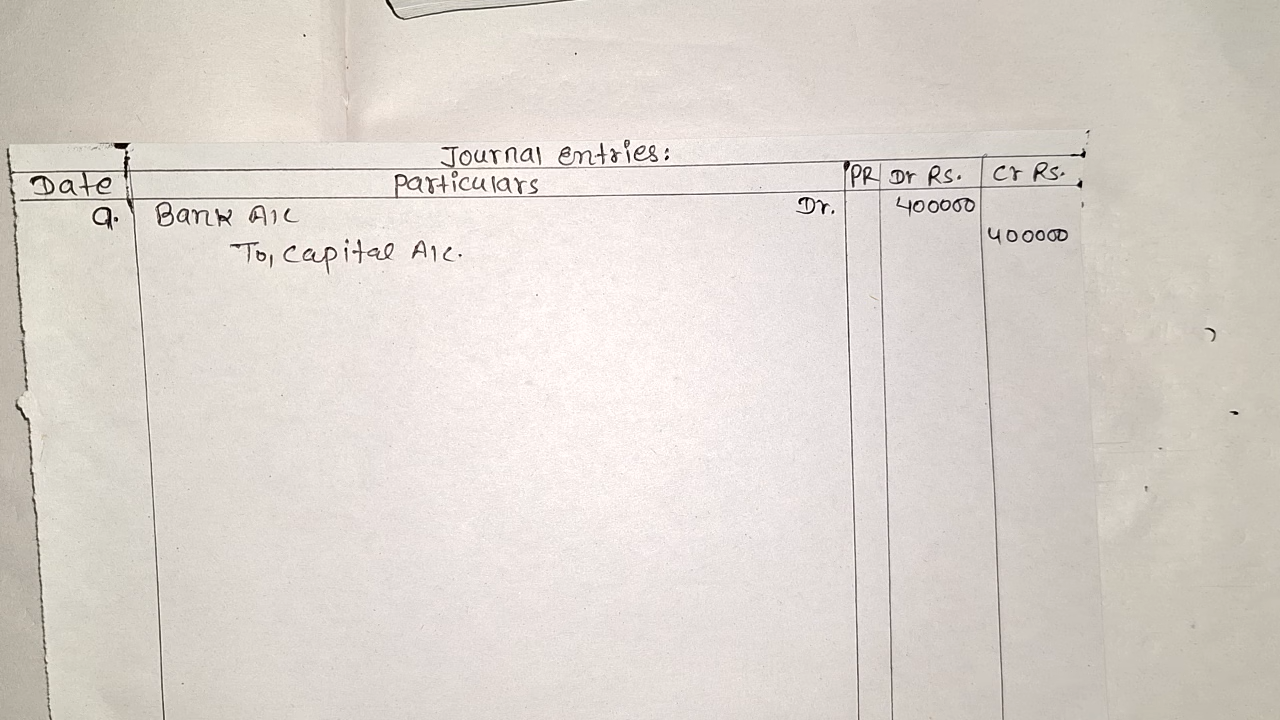 Journal entries:
Date Particulars PR Dr Rs. Cr Rs.
a. Bank A/c Dr. 400000
To, Capital A/c. 400000